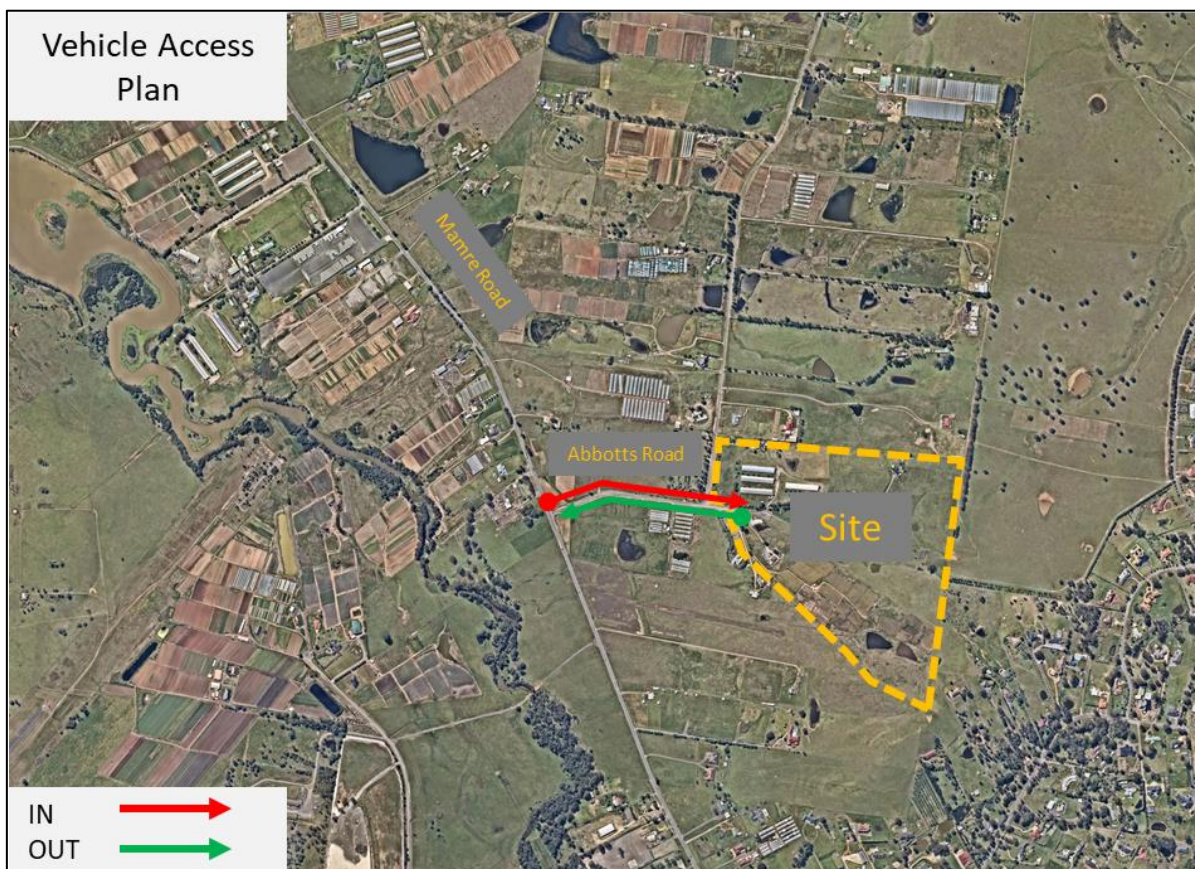 Vehicle Access
Plan
Mamre Road
Abbotts Road
Site
IN
OUT